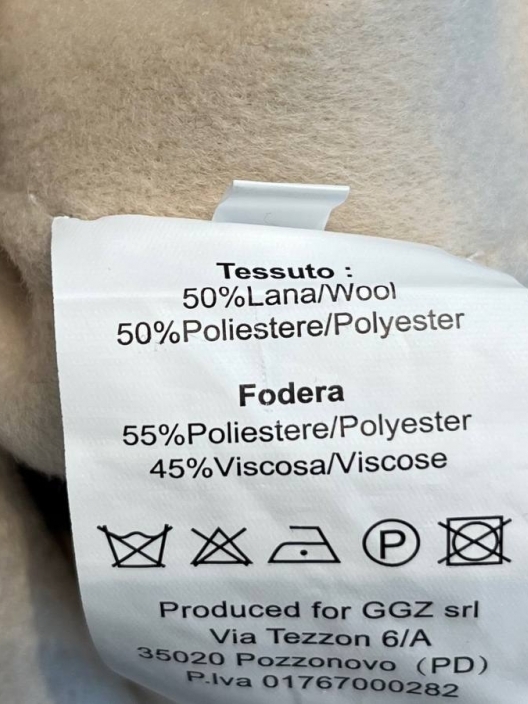 Tessuto :
50%Lana/Wool
50%Poliestere/Polyester
Fodera
55%Poliestere/Polyester
45%Viscosa/Viscose
P
Produced for GGZ srl
Via Tezzon 6/A
35020 Pozzonovo (PD)
P.Iva 01767000282